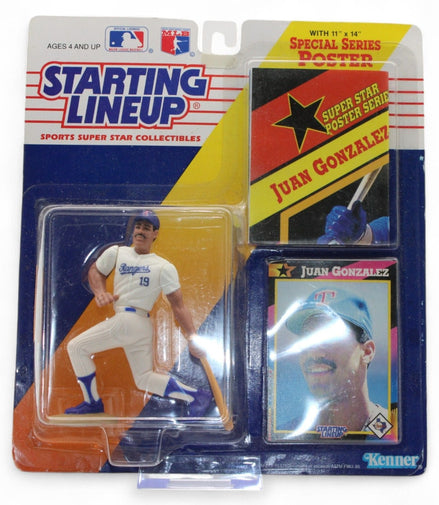 AGES 4 AND UP
STARTING
LINEUP®
SPORTS SUPER STAR COLLECTIBLES
WITH 11" x 14"
SPECIAL SERIES
POSTER
SUPER STAR
POSTER SERIE
JUAN GONZALEZ
Rangers
19
JUAN GONZALEZ
T
STARTING
LINEUP
Kenner